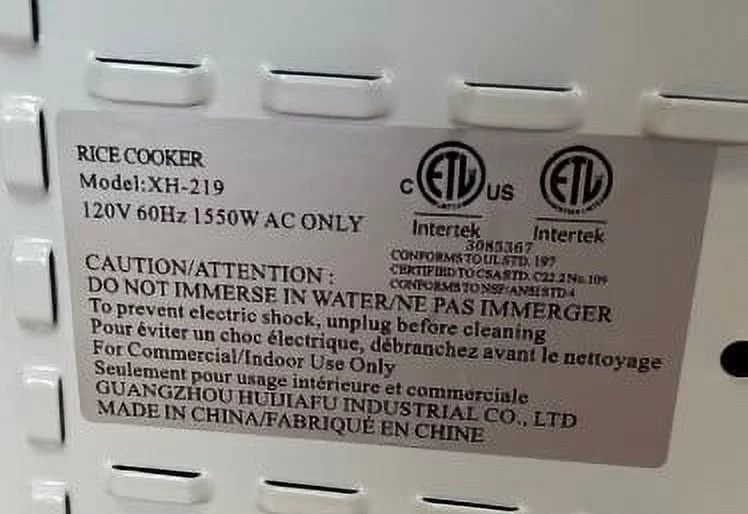 RICE COOKER
Model:XH-219
120V 60Hz 1550W AC ONLY
C ETL US
Intertek
ETL
Intertek
3085367
CONFORMS TO UL STD. 197
CERTIFIED TO CSA STD. C22.2 No. 109
CONFORMS TO NSF/ANSI STD 4
CAUTION/ATTENTION :
DO NOT IMMERSE IN WATER/NE PAS IMMERGER
To prevent electric shock, unplug before cleaning
Pour éviter un choc électrique, débranchez avant le nettoyage
For Commercial/Indoor Use Only
Seulement pour usage intérieure et commerciale
GUANGZHOU HUIJIAFU INDUSTRIAL CO., LTD
MADE IN CHINA/FABRIQUÉ EN CHINE